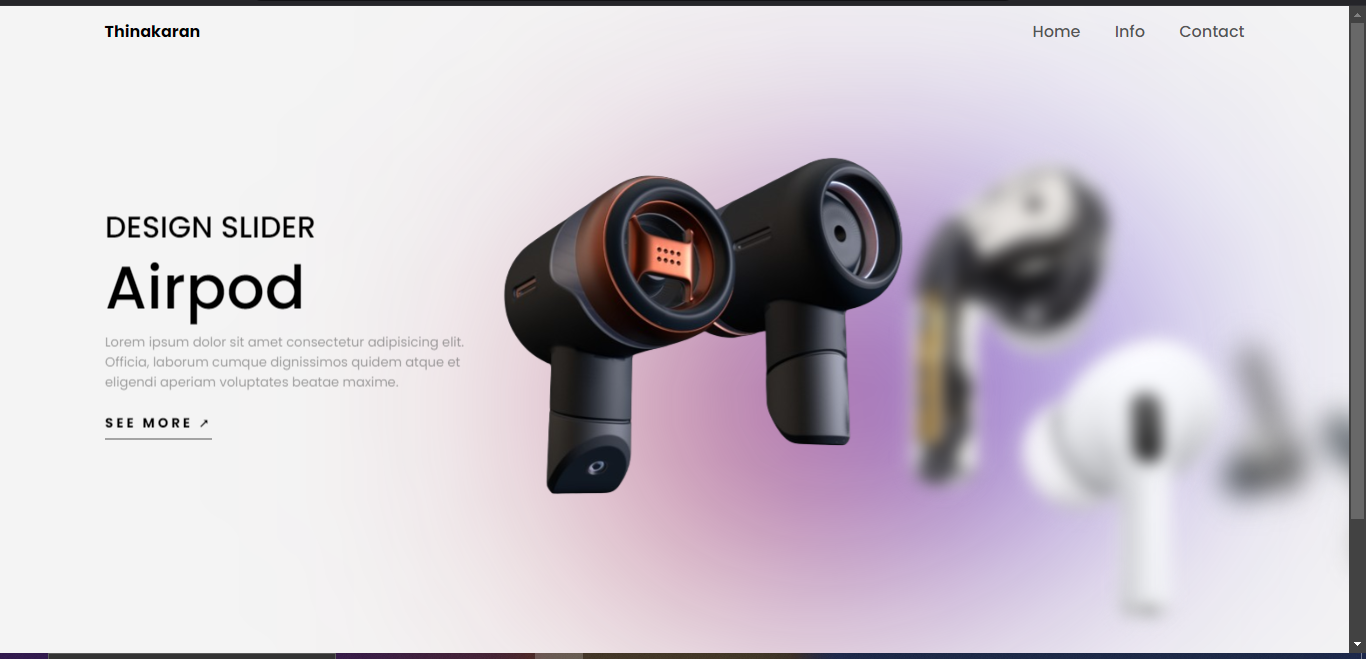 Thinakaran
Home Info Contact
DESIGN SLIDER
Airpod
Lorem ipsum dolor sit amet consectetur adipisicing elit.
Officia, laborum cumque dignissimos quidem atque et
eligendi aperiam voluptates beatae maxime.
SEE MORE ↗